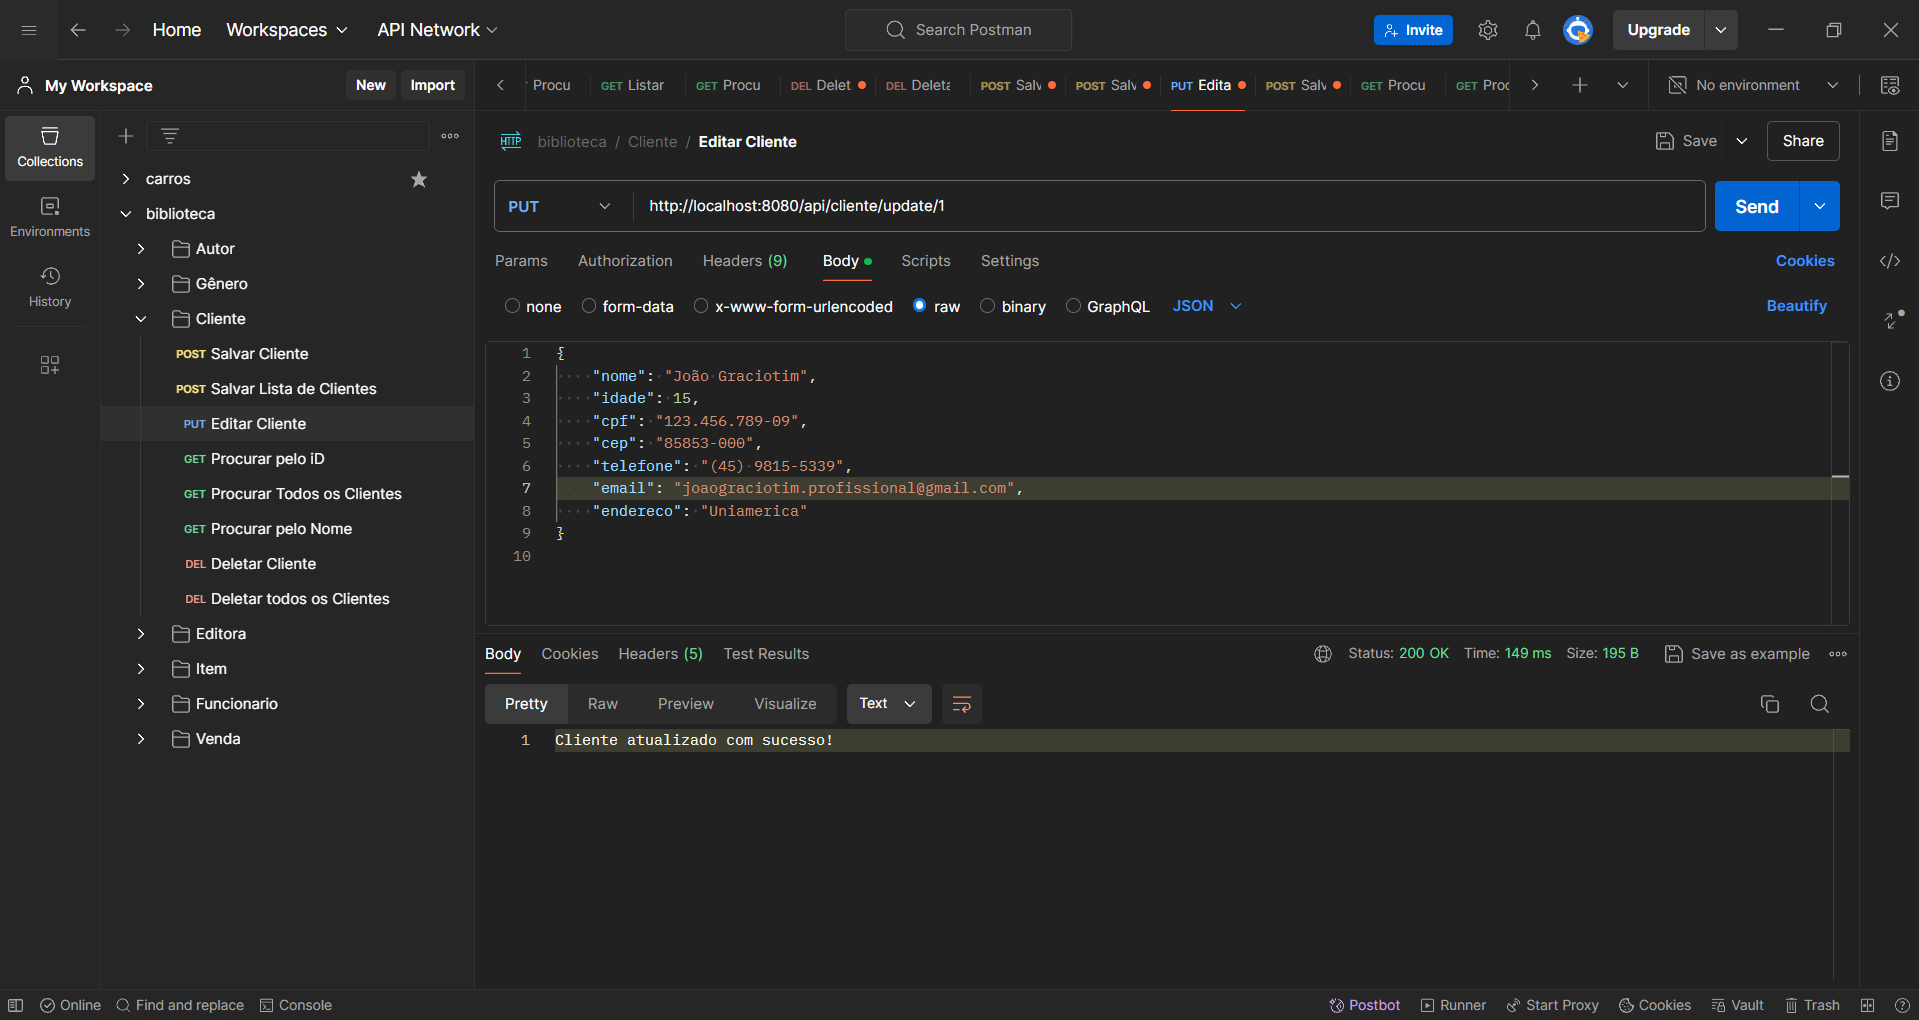 Home
Workspaces
API Network
Search Postman
Invite
Upgrade
My Workspace
New
Import
Procu
GET Listar
GET Procu
DEL Delet
DEL Delet
POST Salv
POST Salv
PUT Edita
POST Salv
GET Procu
GET Proc
No environment
Collections
Environments
History
carros
biblioteca
Autor
Gênero
Cliente
POST Salvar Cliente
POST Salvar Lista de Clientes
PUT Editar Cliente
GET Procurar pelo iD
GET Procurar Todos os Clientes
GET Procurar pelo Nome
DEL Deletar Cliente
DEL Deletar todos os Clientes
Editora
Item
Funcionario
Venda
HTTP biblioteca / Cliente / Editar Cliente
Save
Share
PUT
http://localhost:8080/api/cliente/update/1
Send
Params
Authorization
Headers (9)
Body
Scripts
Settings
Cookies
none
form-data
x-www-form-urlencoded
raw
binary
GraphQL
JSON
Beautify
1 {
2 "nome": "João Graciotim",
3 "idade": 15,
4 "cpf": "123.456.789-09",
5 "cep": "85853-000",
6 "telefone": "(45) 9815-5339",
7 "email": "joaograciotim.profissional@gmail.com",
8 "endereco": "Uniamerica"
9 }
10
Body
Cookies
Headers (5)
Test Results
Status: 200 OK
Time: 149 ms
Size: 195 B
Save as example
Pretty
Raw
Preview
Visualize
Text
1 Cliente atualizado com sucesso!
Online
Find and replace
Console
Postbot
Runner
Start Proxy
Cookies
Vault
Trash